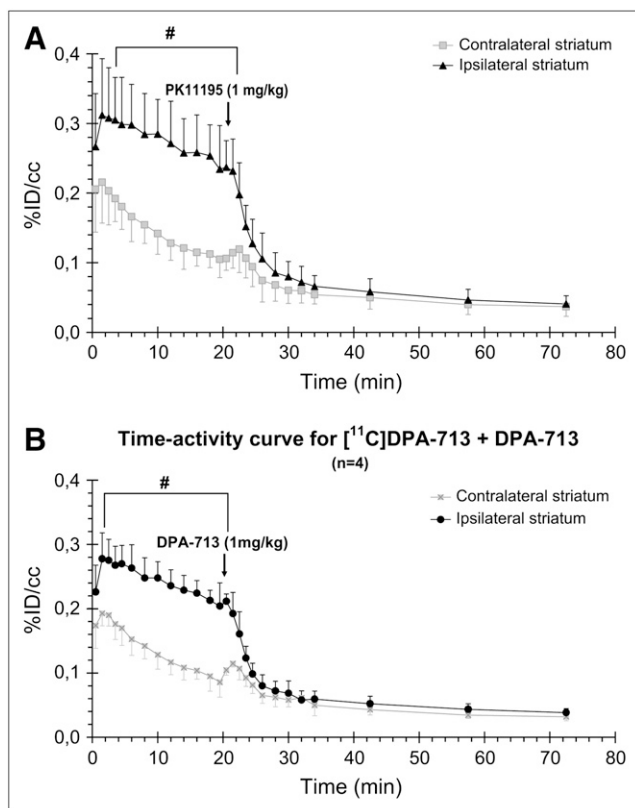 A
#
PK11195 (1 mg/kg)
Contralateral striatum
Ipsilateral striatum
%ID/cc
0,4
0,3
0,2
0,1
0,0
0 10 20 30 40 50 60 70 80
Time (min)
B Time-activity curve for [¹¹C]DPA-713 + DPA-713
(n=4)
#
DPA-713 (1mg/kg)
Contralateral striatum
Ipsilateral striatum
%ID/cc
0,4
0,3
0,2
0,1
0,0
0 10 20 30 40 50 60 70 80
Time (min)